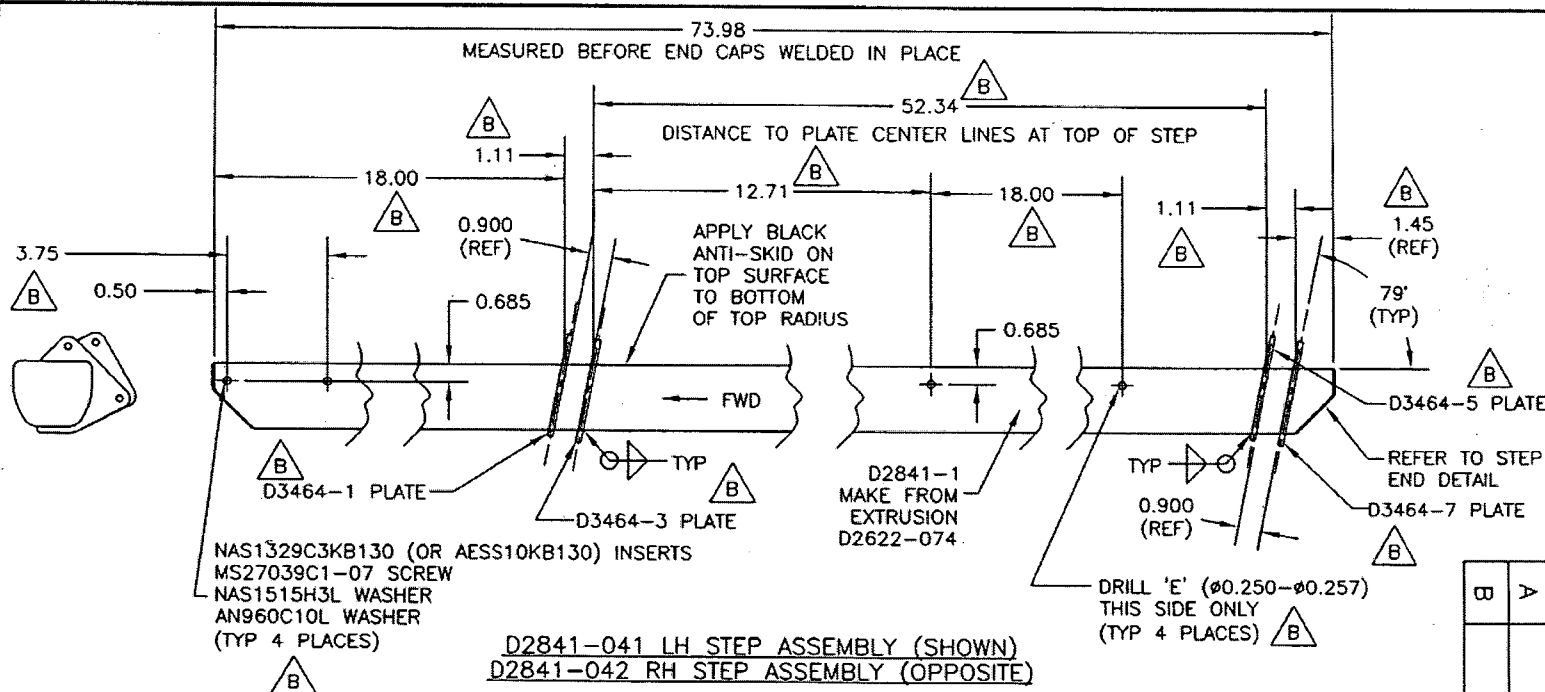 73.98
MEASURED BEFORE END CAPS WELDED IN PLACE
B
52.34
B
DISTANCE TO PLATE CENTER LINES AT TOP OF STEP
1.11
B
18.00
B
12.71
18.00
B
1.11
B
B
1.45
(REF)
3.75
B
0.50
0.900
(REF)
0.685
APPLY BLACK
ANTI-SKID ON
TOP SURFACE
TO BOTTOM
OF TOP RADIUS
0.685
79'
(TYP)
FWD
B
D3464-5 PLATE
B
D3464-1 PLATE
TYP
B
D3464-3 PLATE
D2841-1
MAKE FROM
EXTRUSION
D2622-074
TYP
0.900
(REF)
REFER TO STEP
END DETAIL
D3464-7 PLATE
B
NAS1329C3KB130 (OR AESS10KB130) INSERTS
MS27039C1-07 SCREW
NAS1515H3L WASHER
AN960C10L WASHER
(TYP 4 PLACES)
B
DRILL 'E' (ø0.250-ø0.257)
THIS SIDE ONLY
(TYP 4 PLACES) B
D2841-041 LH STEP ASSEMBLY (SHOWN)
D2841-042 RH STEP ASSEMBLY (OPPOSITE)
A
B